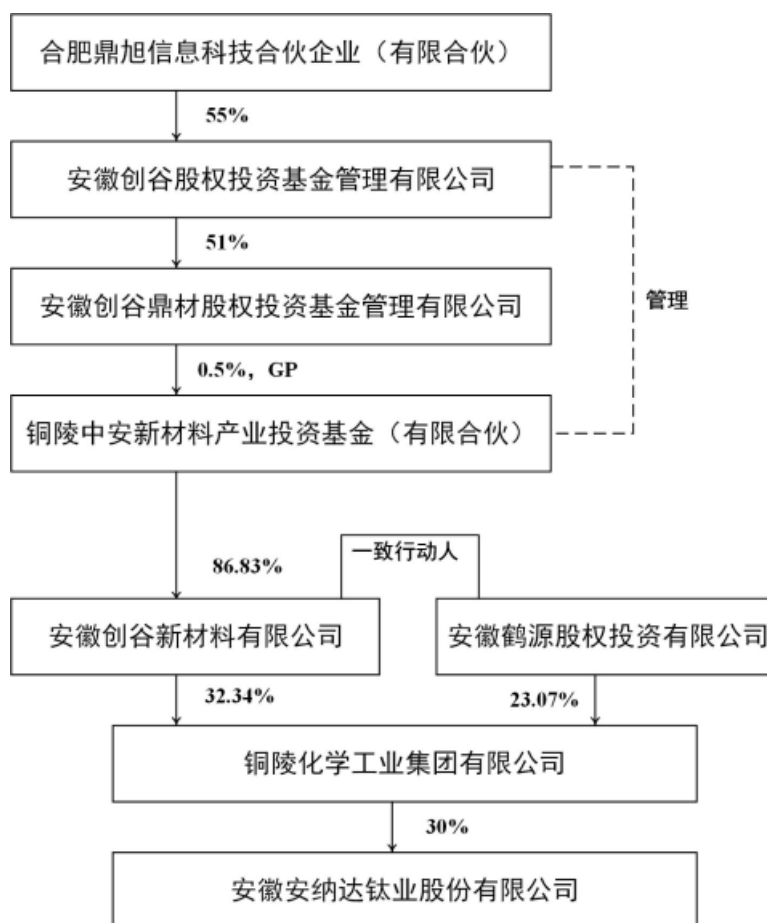 合肥鼎旭信息科技合伙企业（有限合伙）
55%
安徽创谷股权投资基金管理有限公司
51%
安徽创谷鼎材股权投资基金管理有限公司
管理
0.5%，GP
铜陵中安新材料产业投资基金（有限合伙）
一致行动人
86.83%
安徽创谷新材料有限公司
安徽鹤源股权投资有限公司
32.34%
23.07%
铜陵化学工业集团有限公司
30%
安徽安纳达钛业股份有限公司